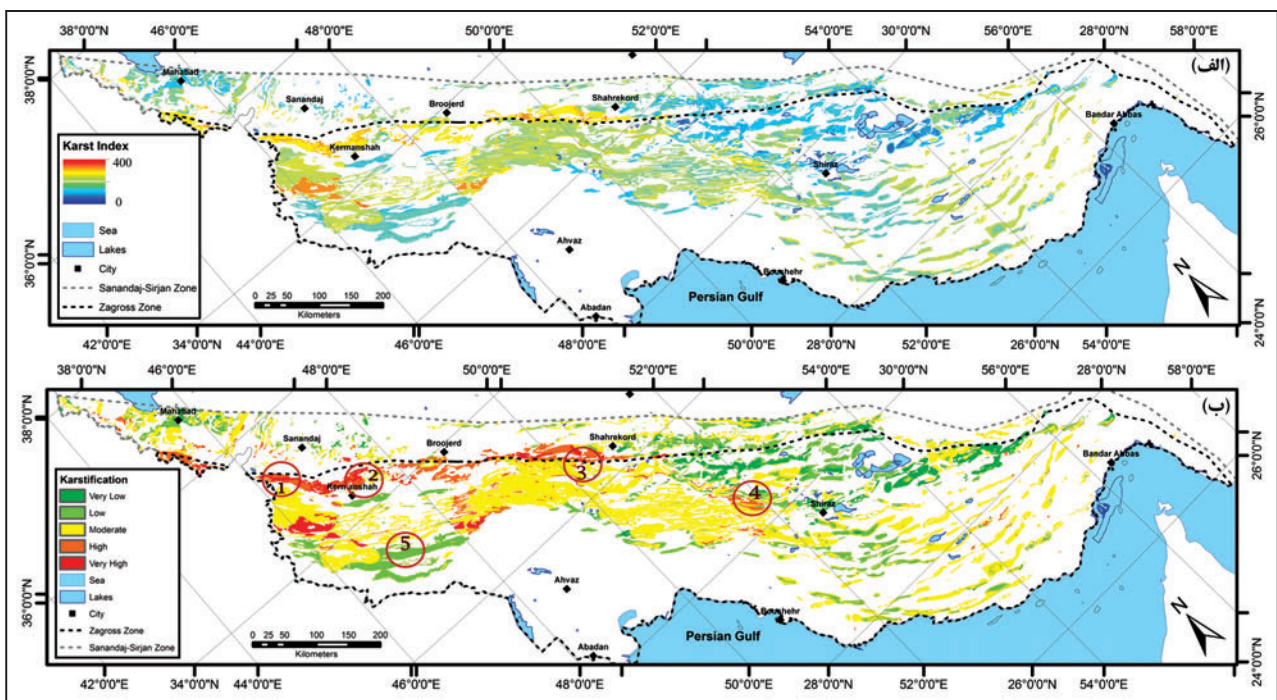 38°0'0"N 46°0'0"E 48°0'0"E 50°0'0"E 52°0'0"E 54°0'0"E 30°0'0"N 56°0'0"E 28°0'0"N 58°0'0"E
(الف)
38°0'0"N
Mahabad
Sanandaj
Broojerd
Shahrekord
Bandar Abbas
26°0'0"N
Karst Index
400
0
Sea
Lakes
City
Sanandaj-Sirjan Zone
Zagross Zone
Kermanshah
Shiraz
Ahvaz
Boushehr
Abadan
Persian Gulf
0 25 50 100 150 200
Kilometers
N
36°0'0"N
24°0'0"N
42°0'0"E 34°0'0"N 44°0'0"E 46°0'0"E 48°0'0"E 50°0'0"E 28°0'0"N 52°0'0"E 26°0'0"N 54°0'0"E
38°0'0"N 46°0'0"E 48°0'0"E 50°0'0"E 52°0'0"E 54°0'0"E 30°0'0"N 56°0'0"E 28°0'0"N 58°0'0"E
(ب)
38°0'0"N
Mahabad
Sanandaj
Broojerd
Shahrekord
Bandar Abbas
26°0'0"N
1
2
3
4
5
Kermanshah
Shiraz
Karstification
Very Low
Low
Moderate
High
Very High
Sea
Lakes
City
Zagross Zone
Sanandaj-Sirjan Zone
Ahvaz
Boushehr
Abadan
Persian Gulf
0 25 50 100 150 200
Kilometers
N
36°0'0"N
24°0'0"N
42°0'0"E 34°0'0"N 44°0'0"E 46°0'0"E 48°0'0"E 50°0'0"E 28°0'0"N 52°0'0"E 26°0'0"N 54°0'0"E